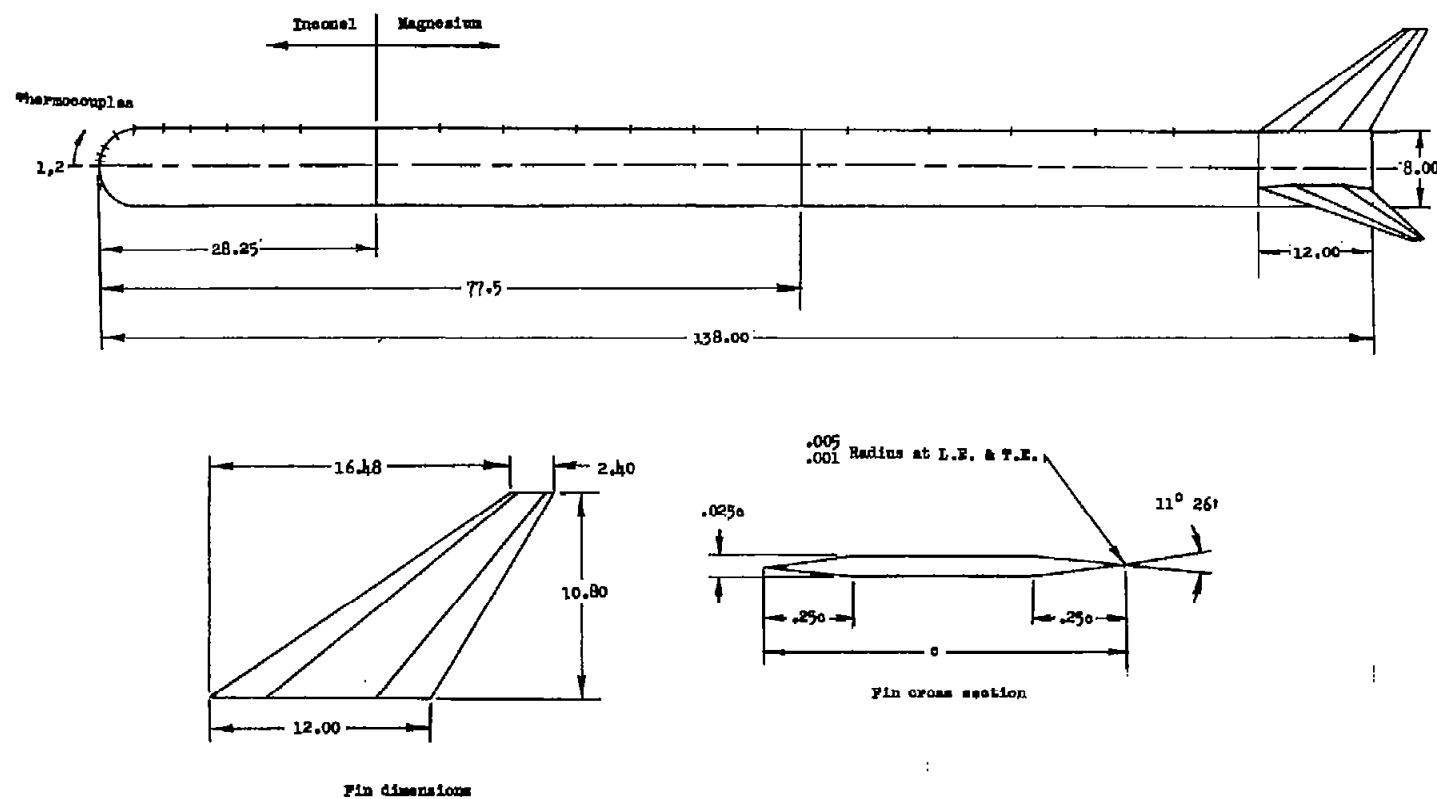 Inconel
Magnesium
Thermocouples
1,2
8.00
28.25
12.00
77.5
138.00
16.48
2.40
.005
.001 Radius at L.E. & T.E.
.025c
11° 26'
10.80
.25c
.25c
c
Fin cross section
12.00
Fin dimensions